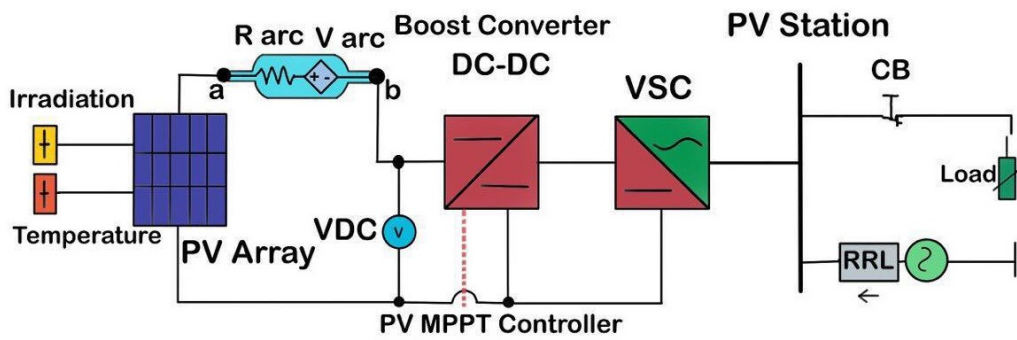 R arc V arc
Boost Converter
DC-DC
PV Station
a
b
VSC
CB
Irradiation
Load
VDC
V
Temperature
PV Array
RRL
PV MPPT Controller